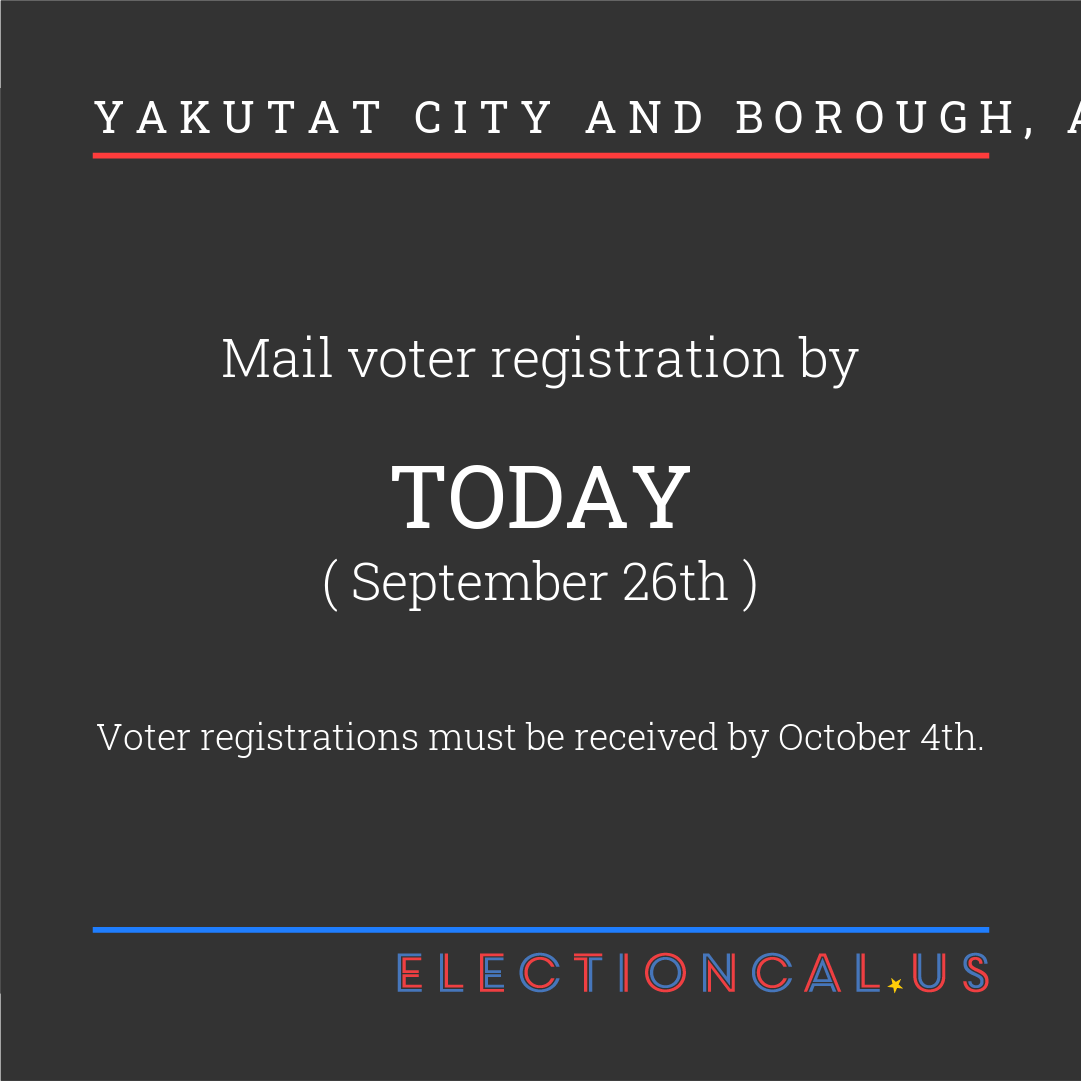 YAKUTAT CITY AND BOROUGH,
Mail voter registration by
TODAY
( September 26th )
Voter registrations must be received by October 4th.
ELECTIONCAL.US